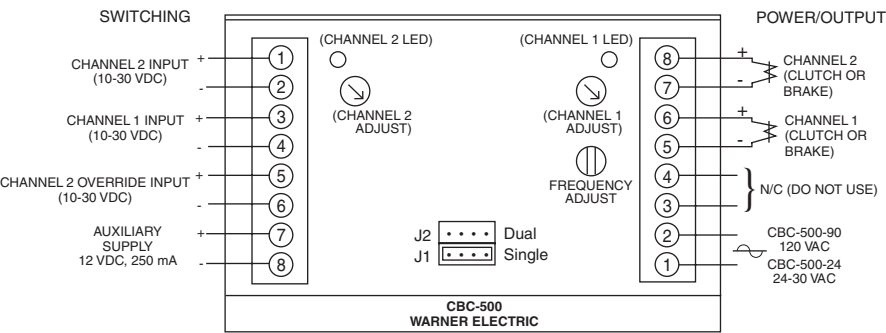 SWITCHING
POWER/OUTPUT
CHANNEL 2 INPUT
(10-30 VDC)
+
-
CHANNEL 1 INPUT
(10-30 VDC)
+
-
CHANNEL 2 OVERRIDE INPUT
(10-30 VDC)
+
-
AUXILIARY
SUPPLY
12 VDC, 250 mA
+
-
1
2
3
4
5
6
7
8
(CHANNEL 2 LED)
(CHANNEL 2
ADJUST)
(CHANNEL 1 LED)
(CHANNEL 1
ADJUST)
FREQUENCY
ADJUST
J2 Dual
J1 Single
8
7
6
5
4
3
2
1
+
-
CHANNEL 2
(CLUTCH OR
BRAKE)
+
-
CHANNEL 1
(CLUTCH OR
BRAKE)
N/C (DO NOT USE)
CBC-500-90
120 VAC
CBC-500-24
24-30 VAC
CBC-500
WARNER ELECTRIC